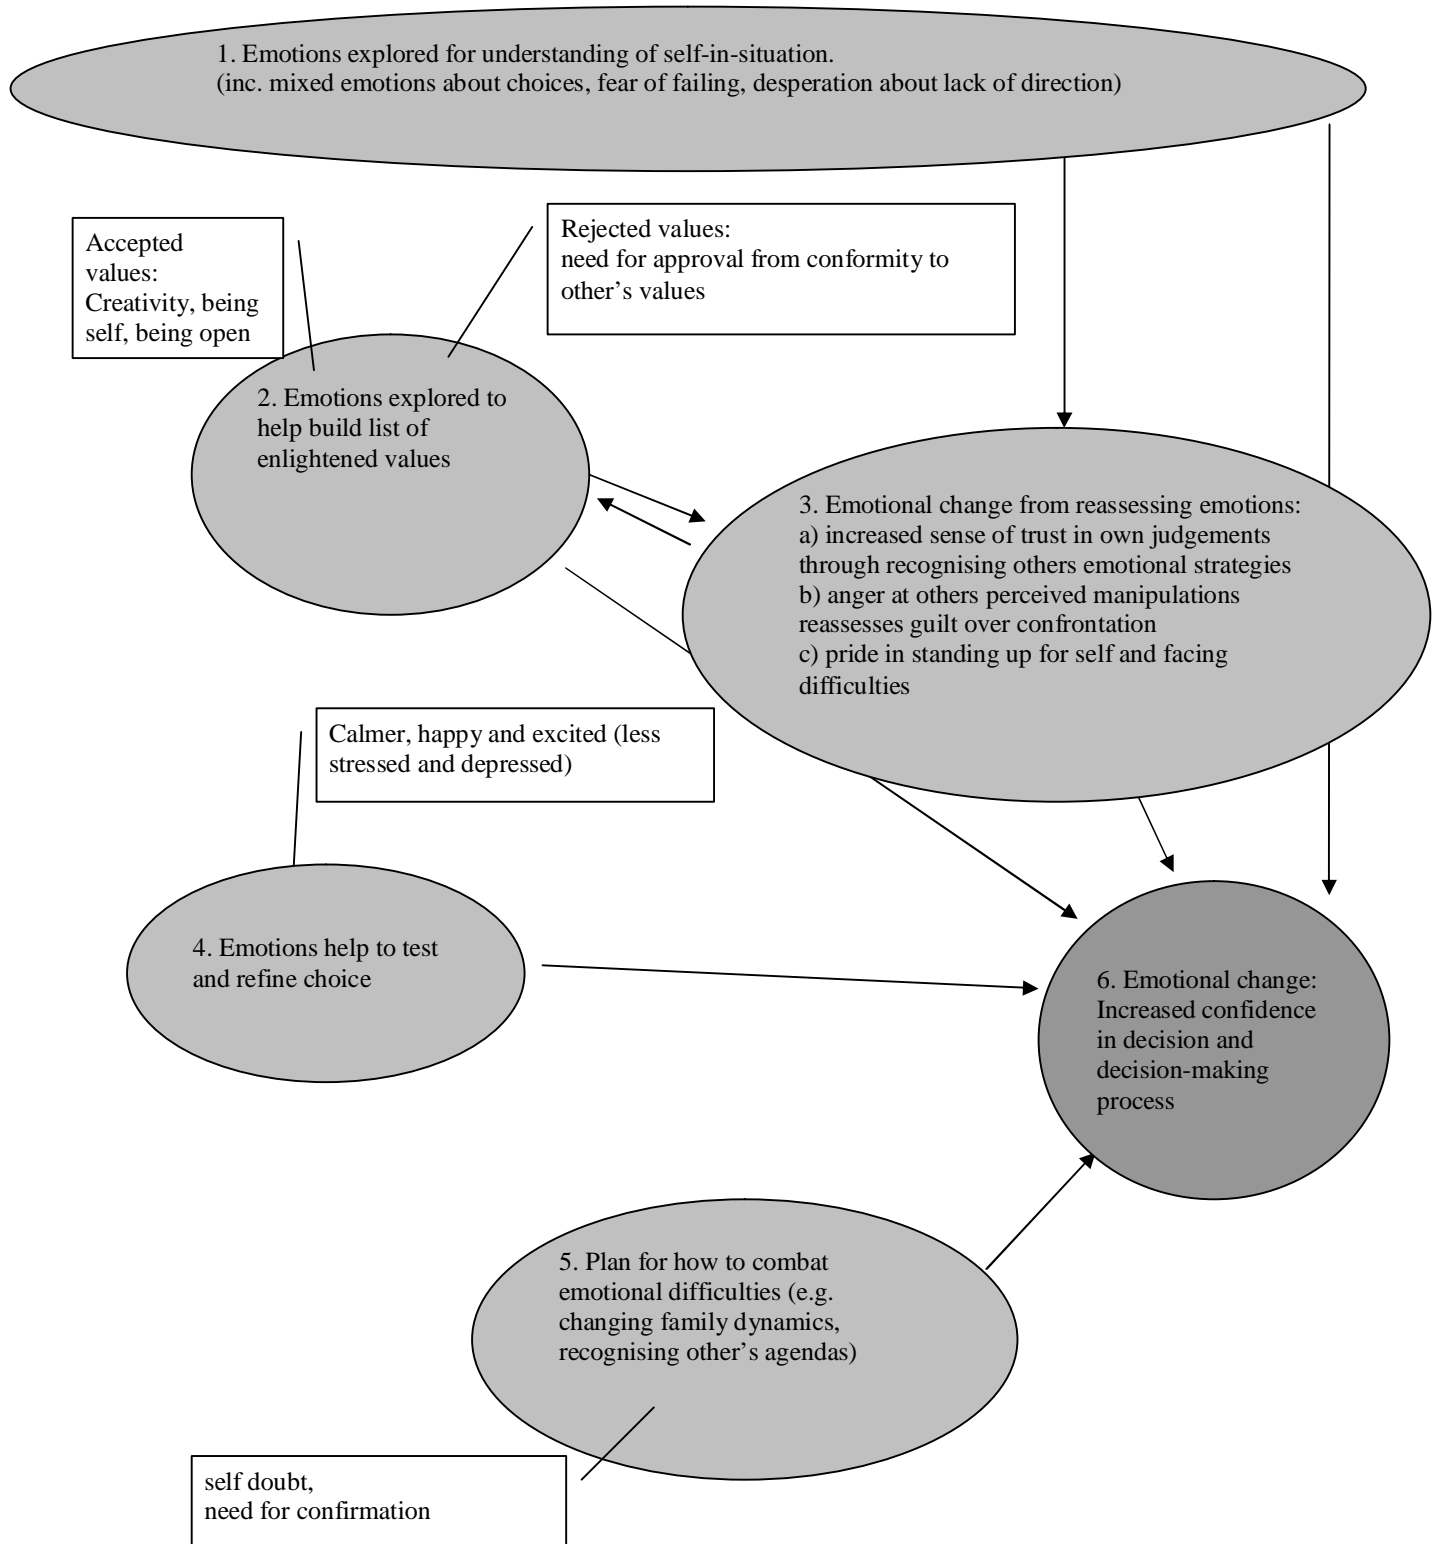 1. Emotions explored for understanding of self-in-situation.
(inc. mixed emotions about choices, fear of failing, desperation about lack of direction)
Accepted
values:
Creativity, being
self, being open
Rejected values:
need for approval from conformity to
other’s values
2. Emotions explored to
help build list of
enlightened values
3. Emotional change from reassessing emotions:
a) increased sense of trust in own judgements
through recognising others emotional strategies
b) anger at others perceived manipulations
reassesses guilt over confrontation
c) pride in standing up for self and facing
difficulties
Calmer, happy and excited (less
stressed and depressed)
4. Emotions help to test
and refine choice
6. Emotional change:
Increased confidence
in decision and
decision-making
process
5. Plan for how to combat
emotional difficulties (e.g.
changing family dynamics,
recognising other’s agendas)
self doubt,
need for confirmation